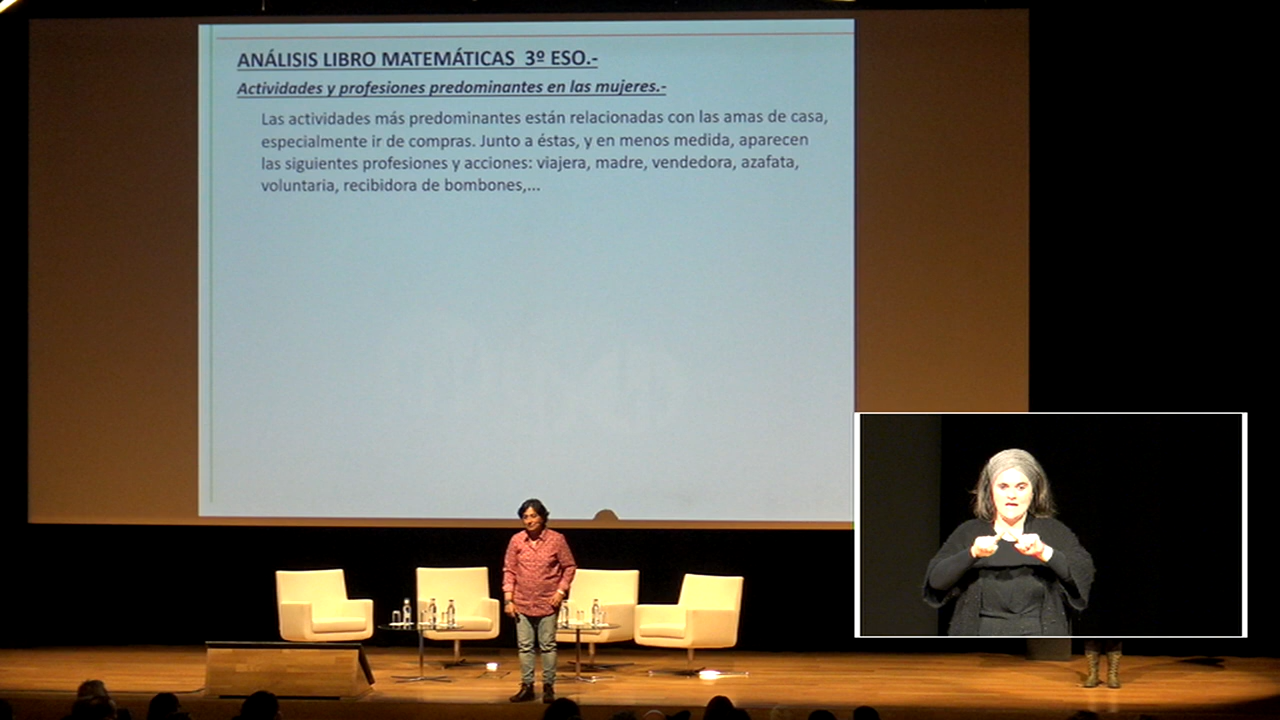 ANÁLISIS LIBRO MATEMÁTICAS 3º ESO.-
Actividades y profesiones predominantes en las mujeres.-
Las actividades más predominantes están relacionadas con las amas de casa,
especialmente ir de compras. Junto a éstas, y en menos medida, aparecen
las siguientes profesiones y acciones: viajera, madre, vendedora, azafata,
voluntaria, recibidora de bombones,...